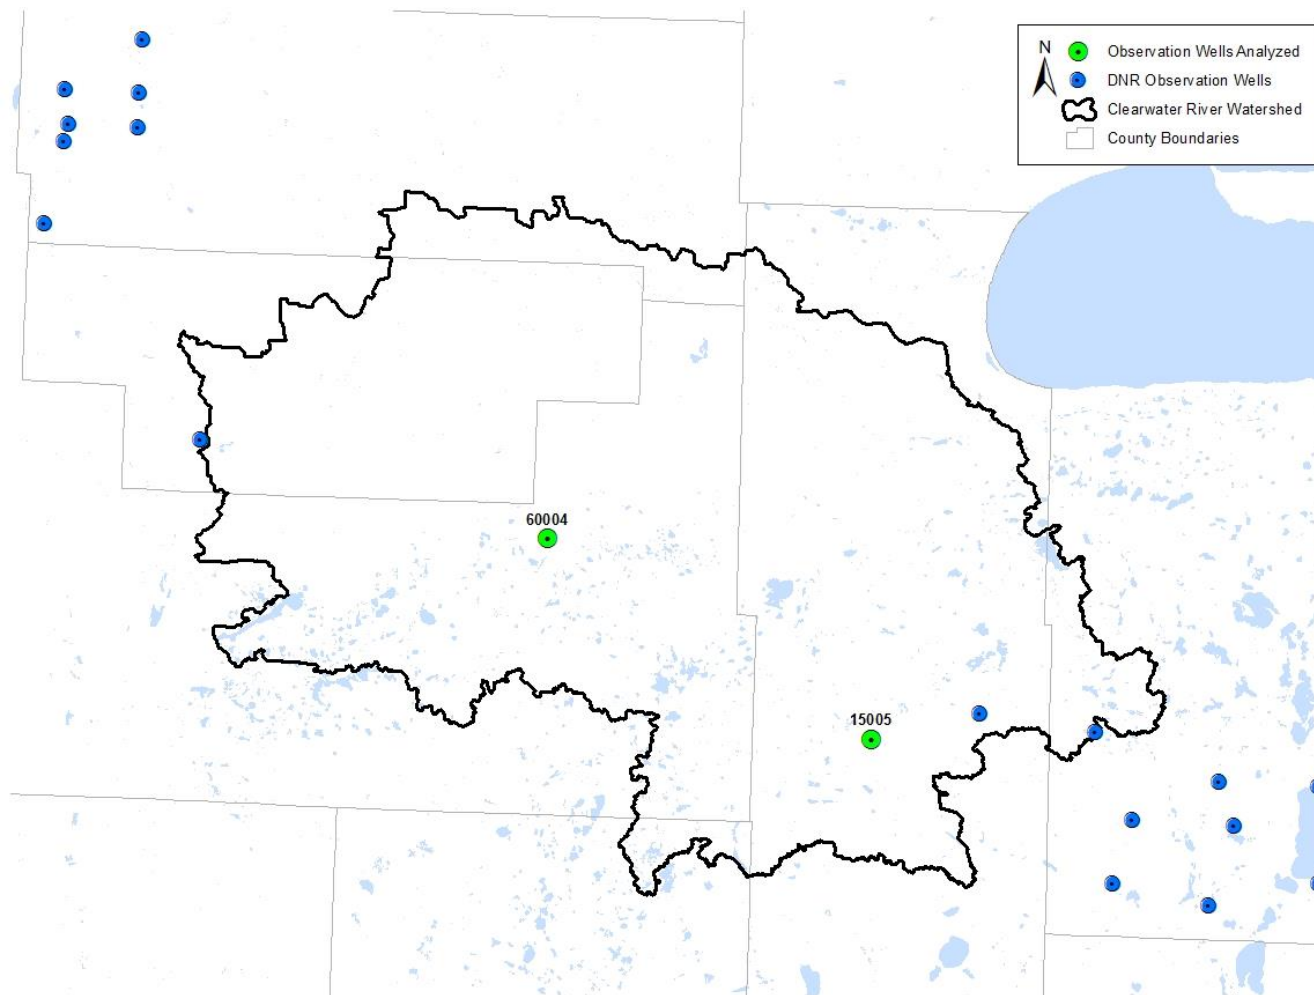 N
Observation Wells Analyzed
DNR Observation Wells
Clearwater River Watershed
County Boundaries
60004
15005